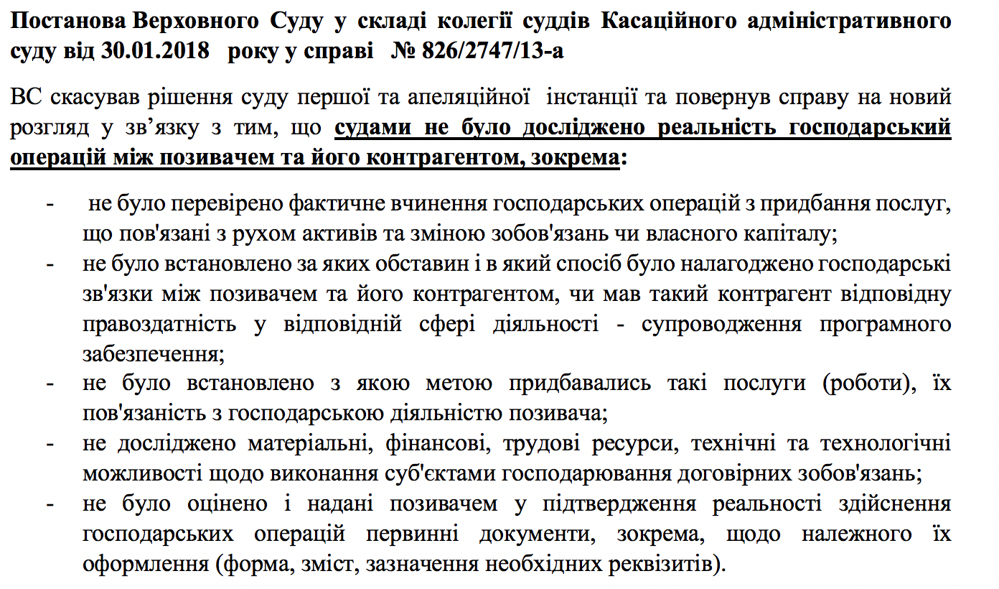 Постанова Верховного Суду у складі колегії суддів Касаційного адміністративного
суду від 30.01.2018 року у справі № 826/2747/13-а
ВС скасував рішення суду першої та апеляційної інстанції та повернув справу на новий
розгляд у зв’язку з тим, що судами не було досліджено реальність господарський
операцій між позивачем та його контрагентом, зокрема:
- не було перевірено фактичне вчинення господарських операцій з придбання послуг,
що пов'язані з рухом активів та зміною зобов'язань чи власного капіталу;
- не було встановлено за яких обставин і в який спосіб було налагоджено господарські
зв'язки між позивачем та його контрагентом, чи мав такий контрагент відповідну
правоздатність у відповідній сфері діяльності - супроводження програмного
забезпечення;
- не було встановлено з якою метою придбавались такі послуги (роботи), їх
пов'язаність з господарською діяльністю позивача;
- не досліджено матеріальні, фінансові, трудові ресурси, технічні та технологічні
можливості щодо виконання суб'єктами господарювання договірних зобов'язань;
- не було оцінено і надані позивачем у підтвердження реальності здійснення
господарських операцій первинні документи, зокрема, щодо належного їх
оформлення (форма, зміст, зазначення необхідних реквізитів).